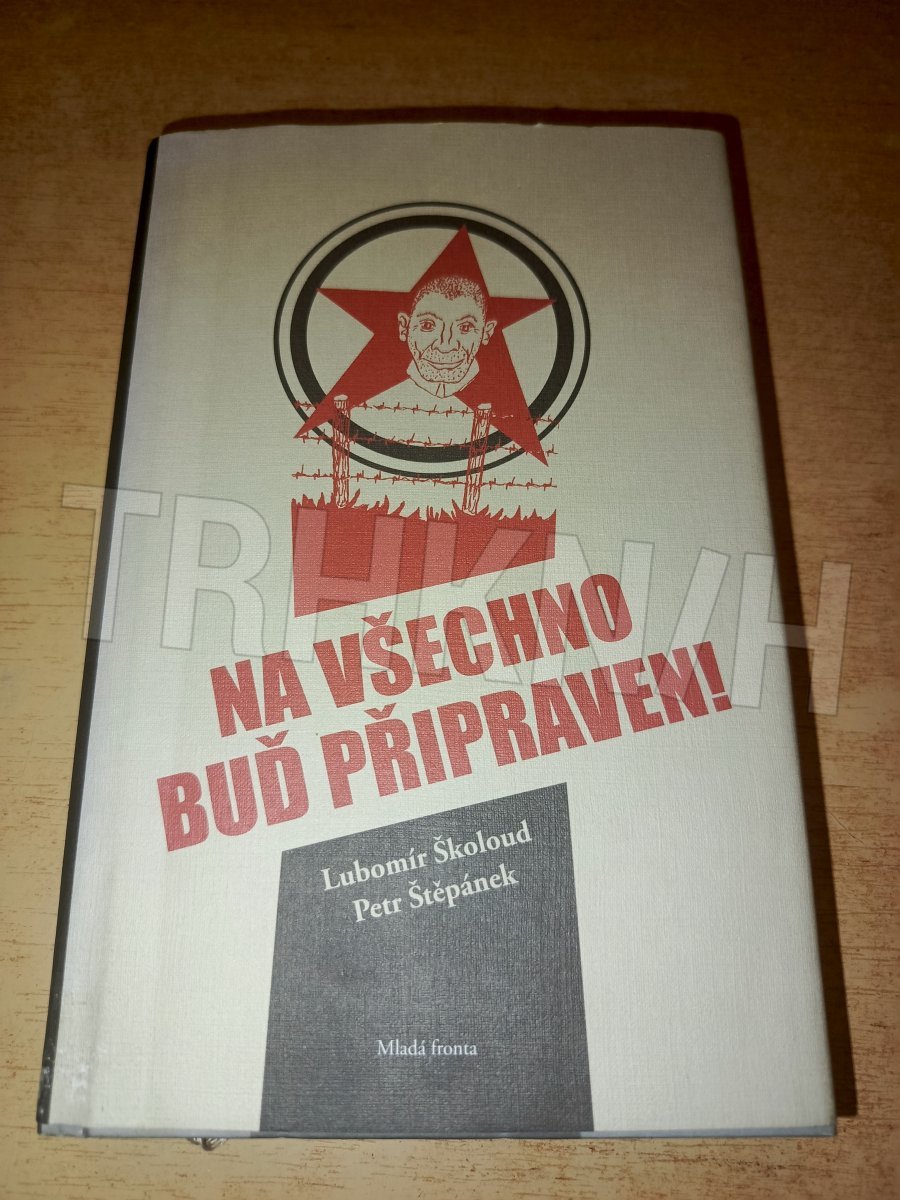 TRHKNIH
NA VŠECHNO
BUĎ PŘIPRAVEN!
Lubomír Školoud
Petr Štěpánek
Mladá fronta